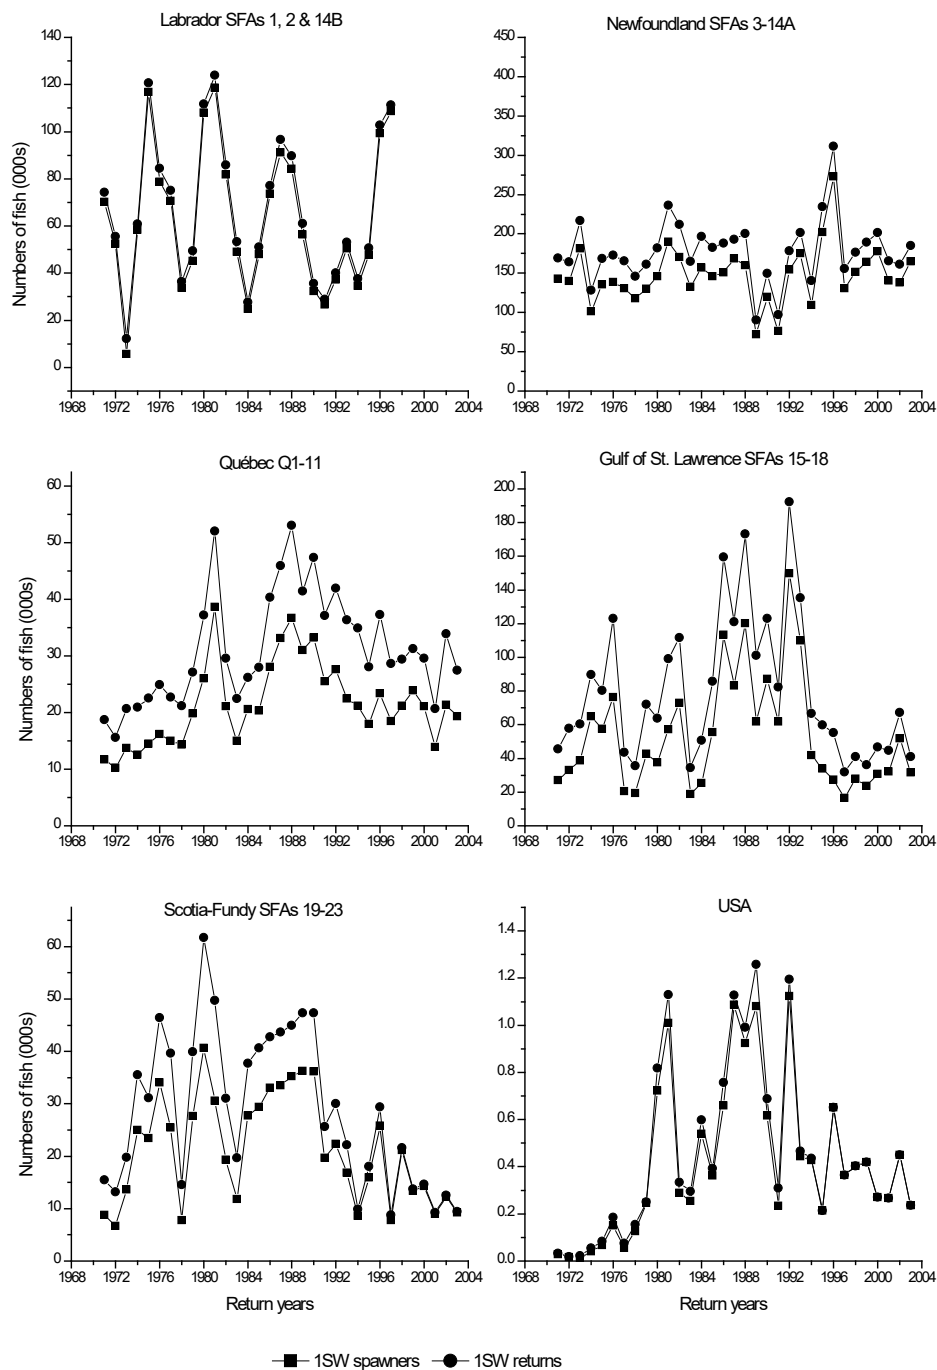 Labrador SFAs 1, 2 & 14B
Numbers of fish (000s)
140
120
100
80
60
40
20
0
1968 1972 1976 1980 1984 1988 1992 1996 2000 2004
Newfoundland SFAs 3-14A
450
400
350
300
250
200
150
100
50
0
1968 1972 1976 1980 1984 1988 1992 1996 2000 2004
Québec Q1-11
Numbers of fish (000s)
60
50
40
30
20
10
0
1968 1972 1976 1980 1984 1988 1992 1996 2000 2004
Gulf of St. Lawrence SFAs 15-18
200
180
160
140
120
100
80
60
40
20
0
1968 1972 1976 1980 1984 1988 1992 1996 2000 2004
Scotia-Fundy SFAs 19-23
Numbers of fish (000s)
60
50
40
30
20
10
0
1968 1972 1976 1980 1984 1988 1992 1996 2000 2004
Return years
USA
1.4
1.2
1.0
0.8
0.6
0.4
0.2
0.0
1968 1972 1976 1980 1984 1988 1992 1996 2000 2004
Return years
1SW spawners 1SW returns